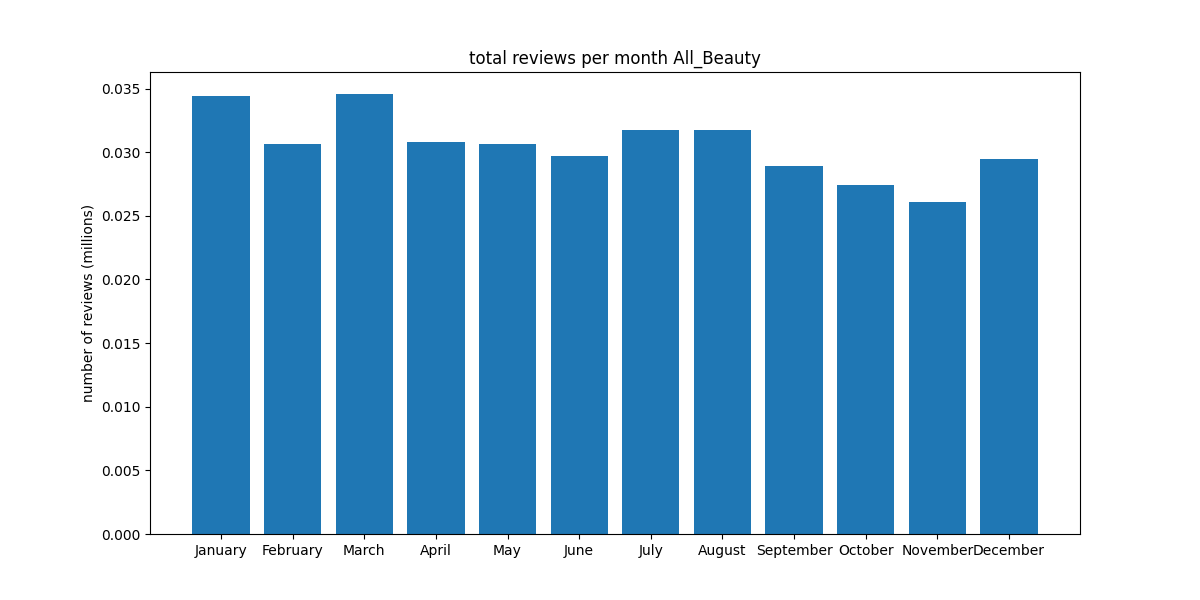 total reviews per month All_Beauty
number of reviews (millions)
0.035
0.030
0.025
0.020
0.015
0.010
0.005
0.000
January February March April May June July August September October November December